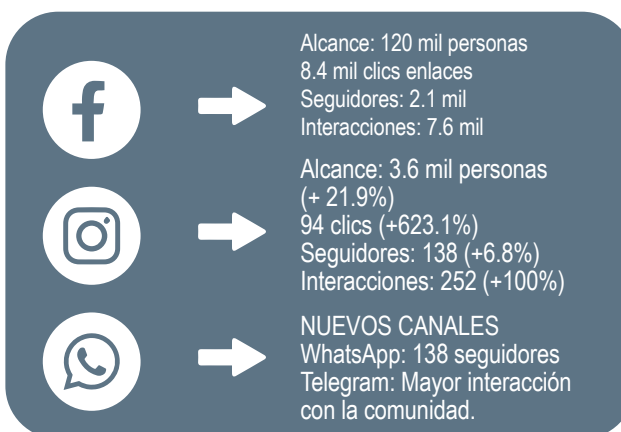 Alcance: 120 mil personas
8.4 mil clics enlaces
Seguidores: 2.1 mil
Interacciones: 7.6 mil
Alcance: 3.6 mil personas
(+ 21.9%)
94 clics (+623.1%)
Seguidores: 138 (+6.8%)
Interacciones: 252 (+100%)
NUEVOS CANALES
WhatsApp: 138 seguidores
Telegram: Mayor interacción
con la comunidad.